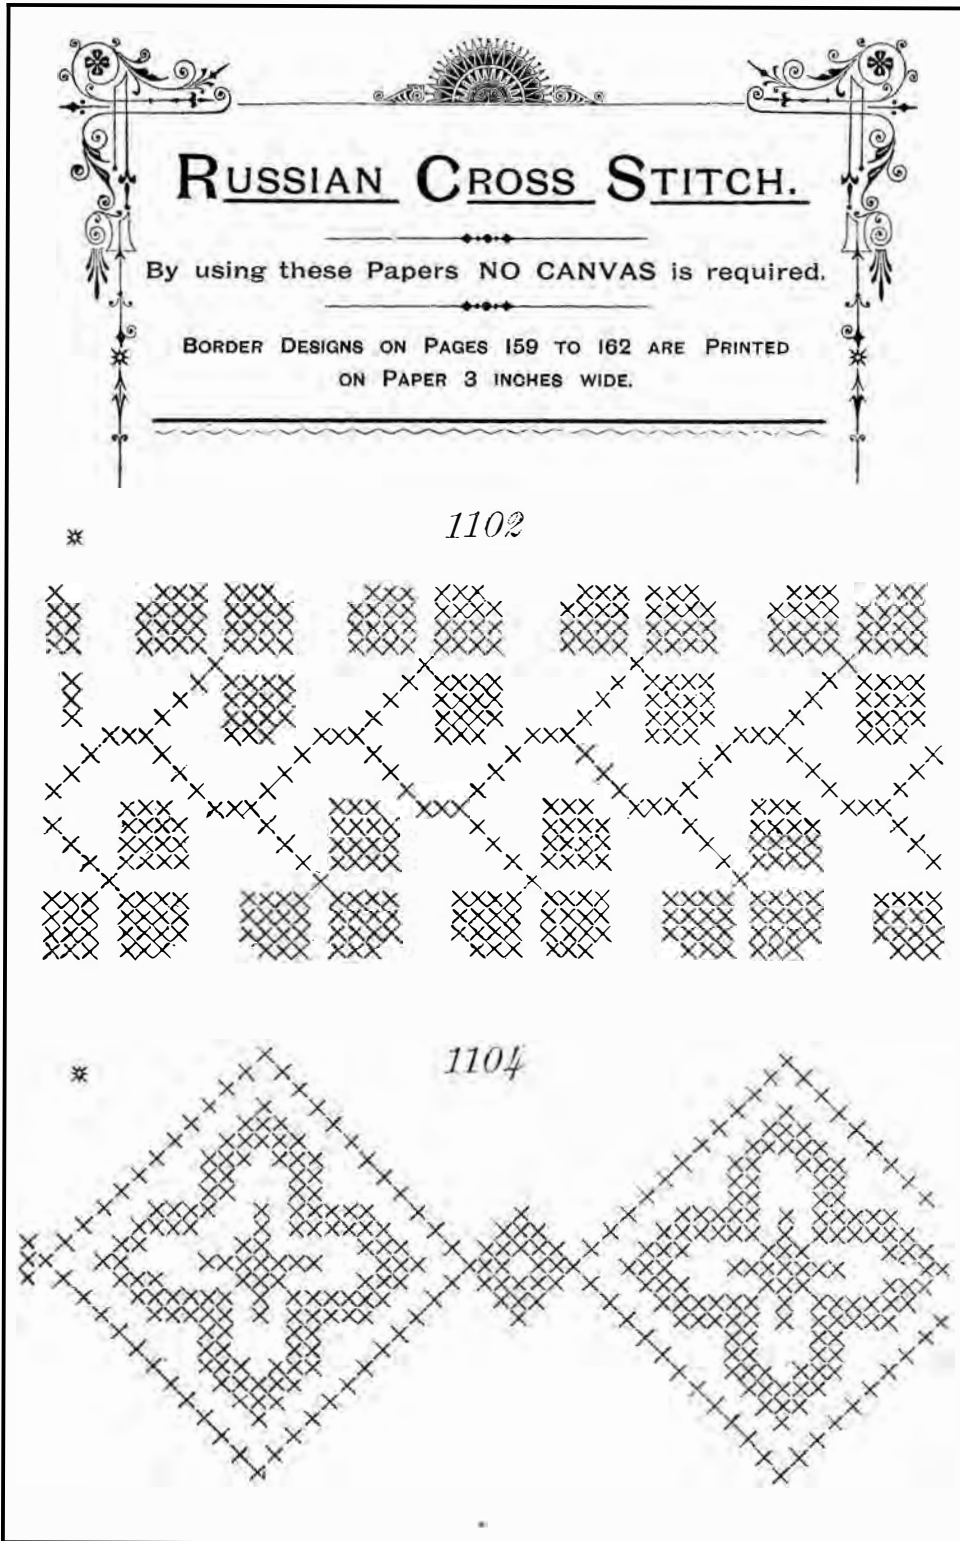 RUSSIAN CROSS STITCH.
By using these Papers NO CANVAS is required.
BORDER DESIGNS ON PAGES 159 TO 162 ARE PRINTED
ON PAPER 3 INCHES WIDE.
1102
1104